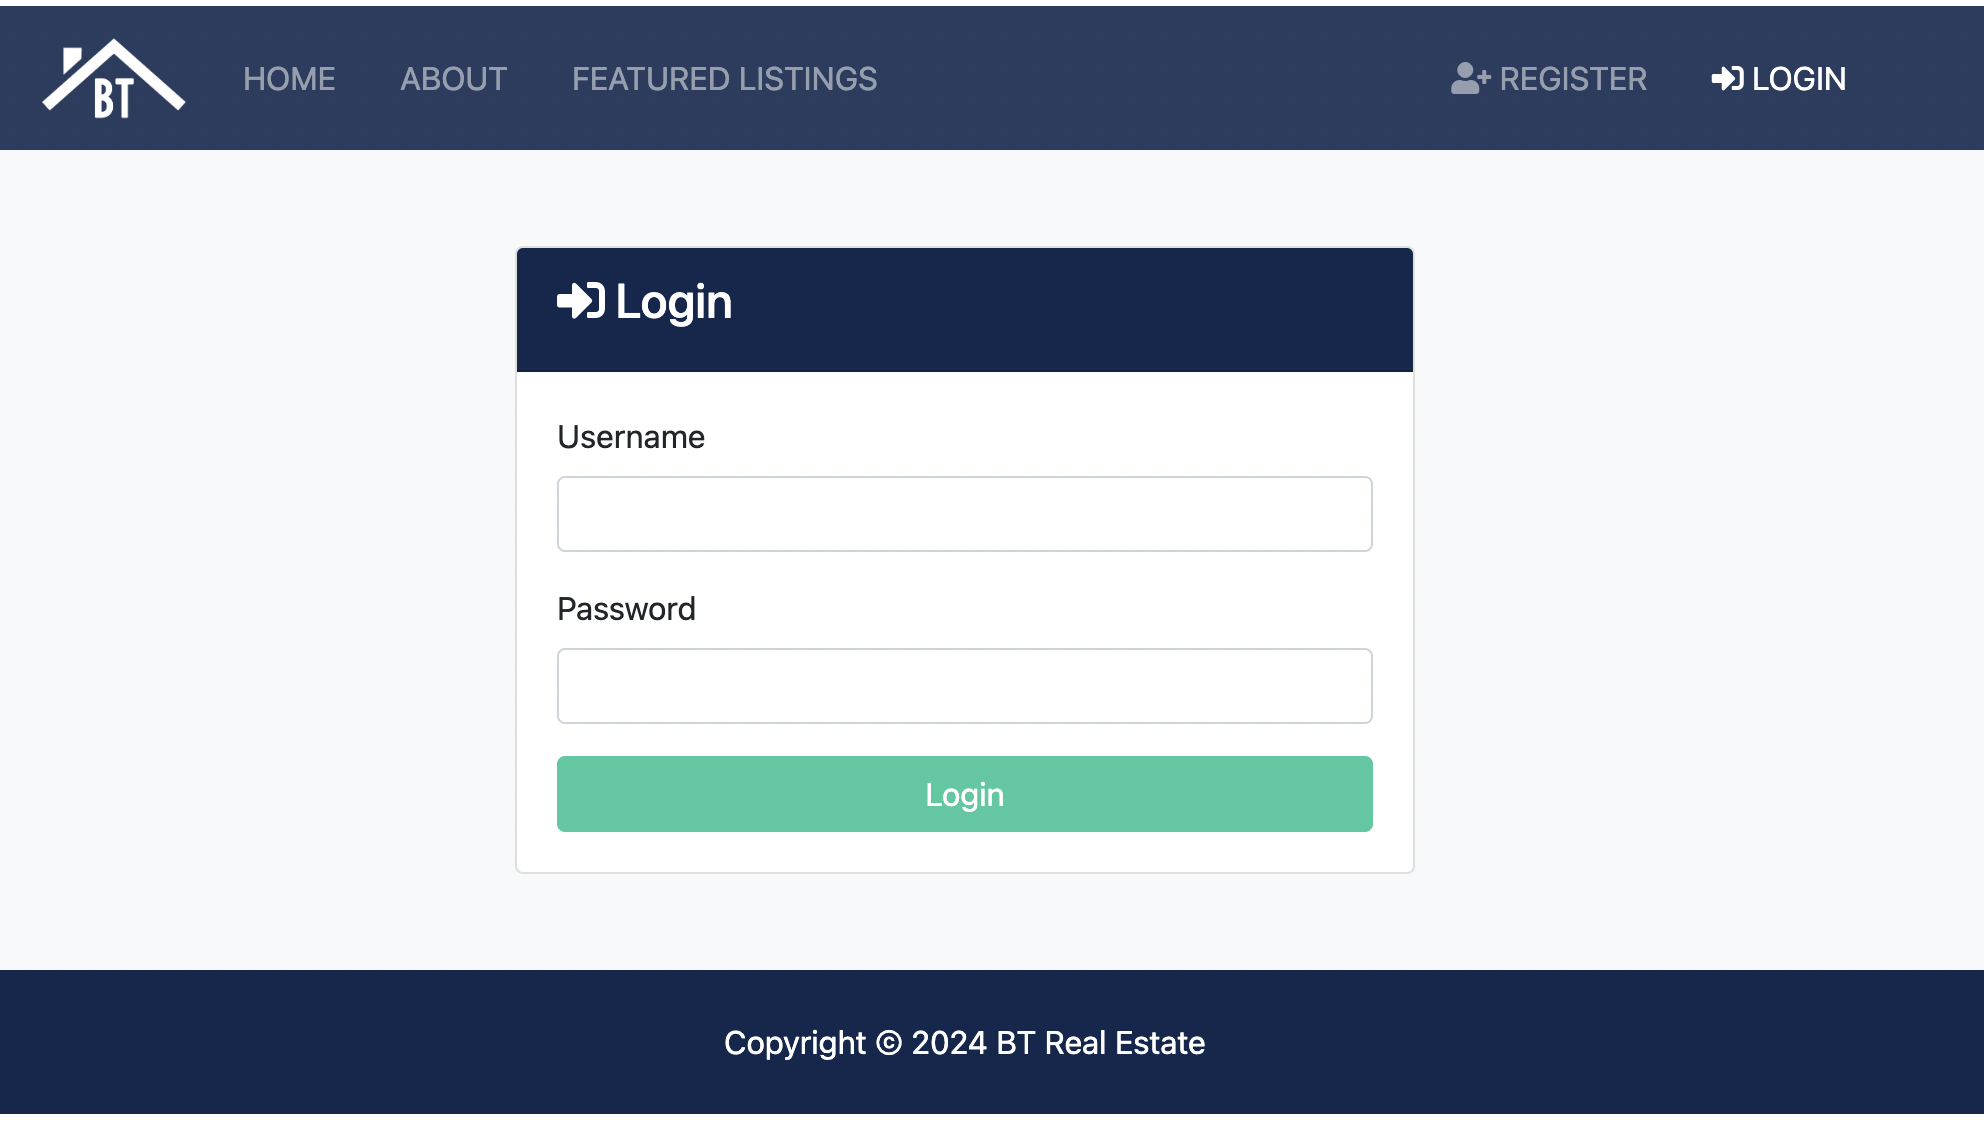 BT HOME ABOUT FEATURED LISTINGS REGISTER LOGIN
Login
Username
Password
Login
Copyright © 2024 BT Real Estate